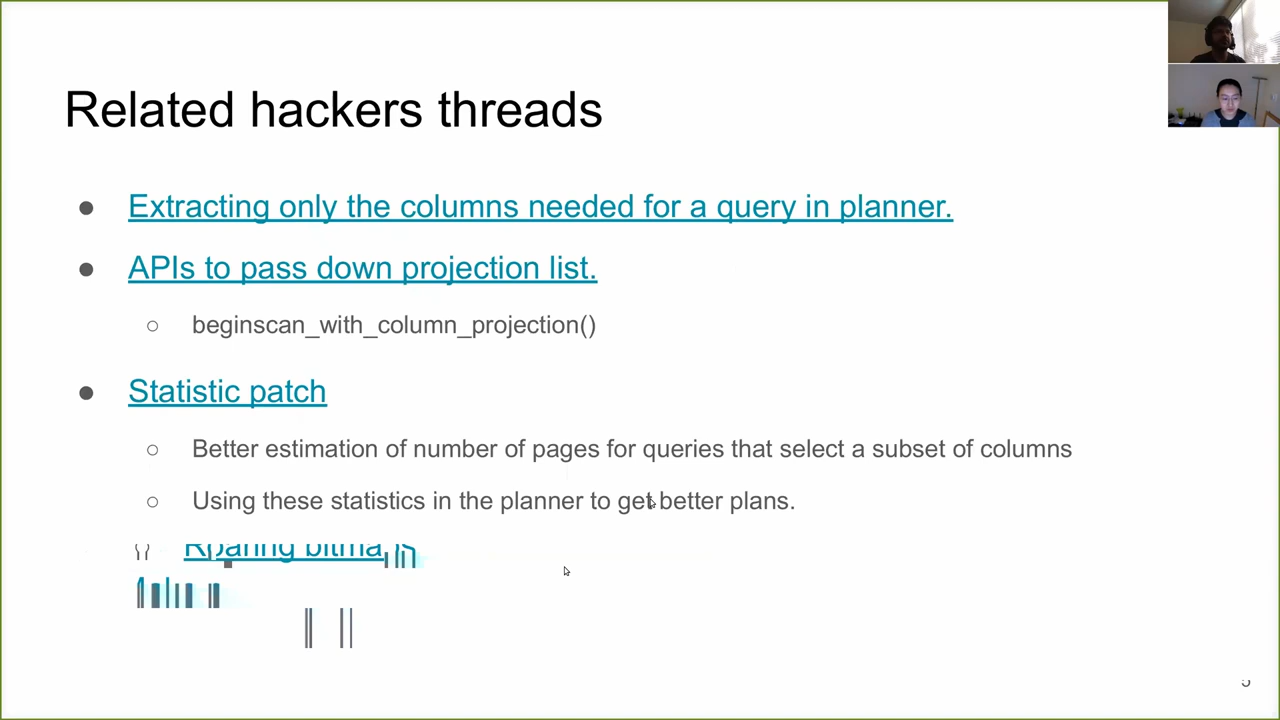 Related hackers threads
● Extracting only the columns needed for a query in planner.
● APIs to pass down projection list.
○ beginscan_with_column_projection()
● Statistic patch
○ Better estimation of number of pages for queries that select a subset of columns
○ Using these statistics in the planner to get better plans.
5